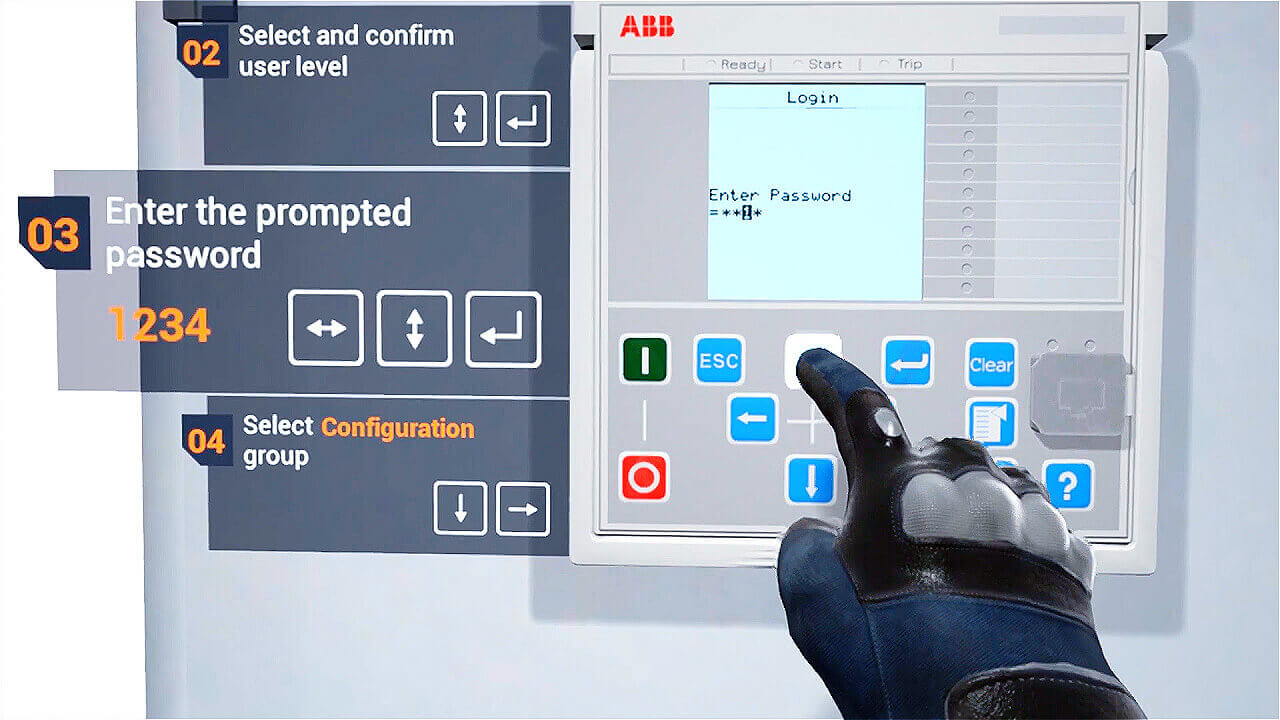 02
Select and confirm
user level
03
Enter the prompted
password
1234
04
Select Configuration
group
ABB
Ready
Start
Trip
Login
Enter Password
=**1*
I
ESC
Clear
O
?